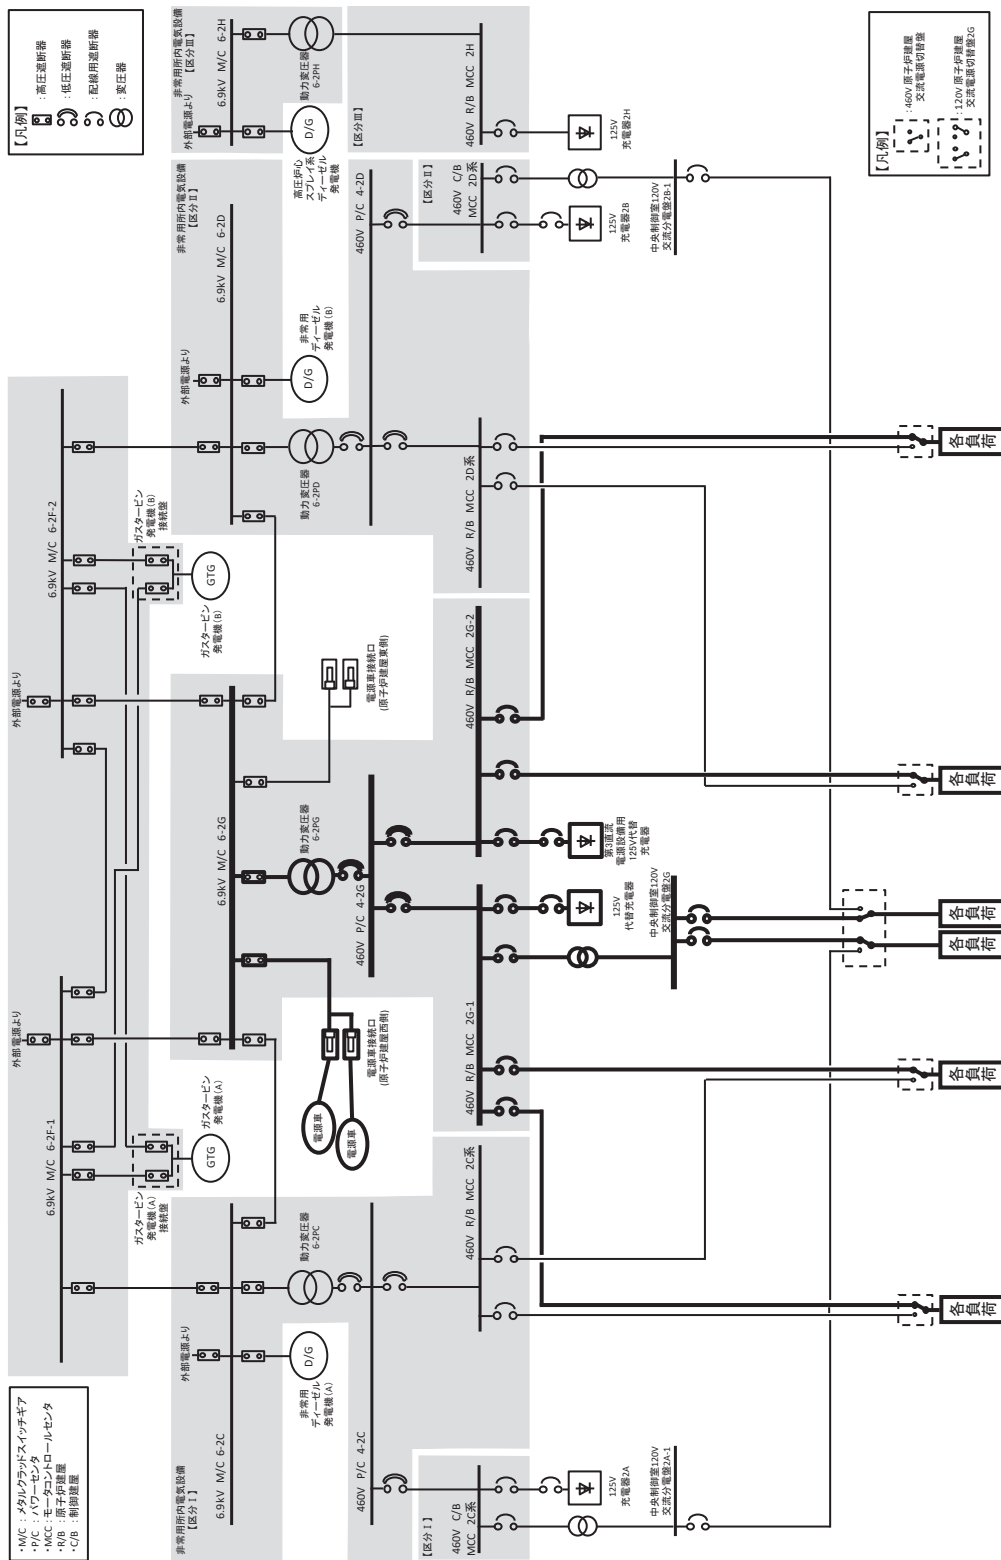 ・M/C ：メタルクラッドスイッチギア
・P/C ：パワーセンタ
・MCC：モータコントロールセンタ
・R/B ：原子炉建屋
・C/B ：制御建屋
外部電源より
6.9kV M/C 6-2F-1
外部電源より
6.9kV M/C 6-2F-2
【凡例】
：高圧遮断器
：低圧遮断器
：配線用遮断器
：変圧器
ガスタービン
発電機(A)
接続盤
GTG
ガスタービン
発電機(A)
ガスタービン
発電機(B)
接続盤
GTG
ガスタービン
発電機(B)
非常用所内電気設備
【区分Ⅰ】
外部電源より
6.9kV M/C 6-2C
D/G
非常用
ディーゼル
発電機(A)
動力変圧器
6-2PC
460V P/C 4-2C
6.9kV M/C 6-2G
電源車
電源車
電源車接続口
(原子炉建屋西側)
動力変圧器
6-2PG
460V P/C 4-2G
電源車接続口
(原子炉建屋東側)
非常用所内電気設備
【区分Ⅱ】
外部電源より
6.9kV M/C 6-2D
動力変圧器
6-2PD
D/G
非常用
ディーゼル
発電機(B)
460V P/C 4-2D
非常用所内電気設備
【区分Ⅲ】
外部電源より
6.9kV M/C 6-2H
D/G
高圧炉心
スプレイ系
ディーゼル
発電機
動力変圧器
6-2PH
【区分Ⅰ】
460V C/B
MCC 2C系
460V R/B MCC 2C系
460V R/B MCC 2G-1
460V R/B MCC 2G-2
460V R/B MCC 2D系
【区分Ⅱ】
460V C/B
MCC 2D系
【区分Ⅲ】
460V R/B MCC 2H
125V
充電器2A
中央制御室120V
交流分電盤2A-1
125V
代替充電器
中央制御室120V
交流分電盤2G
第3直流
電源設備用
125V代替
充電器
125V
充電器2B
中央制御室120V
交流分電盤2B-1
125V
充電器2H
【凡例】
：460V 原子炉建屋
交流電源切替盤
：120V 原子炉建屋
交流電源切替盤2G
各負荷
各負荷
各負荷
各負荷
各負荷
各負荷